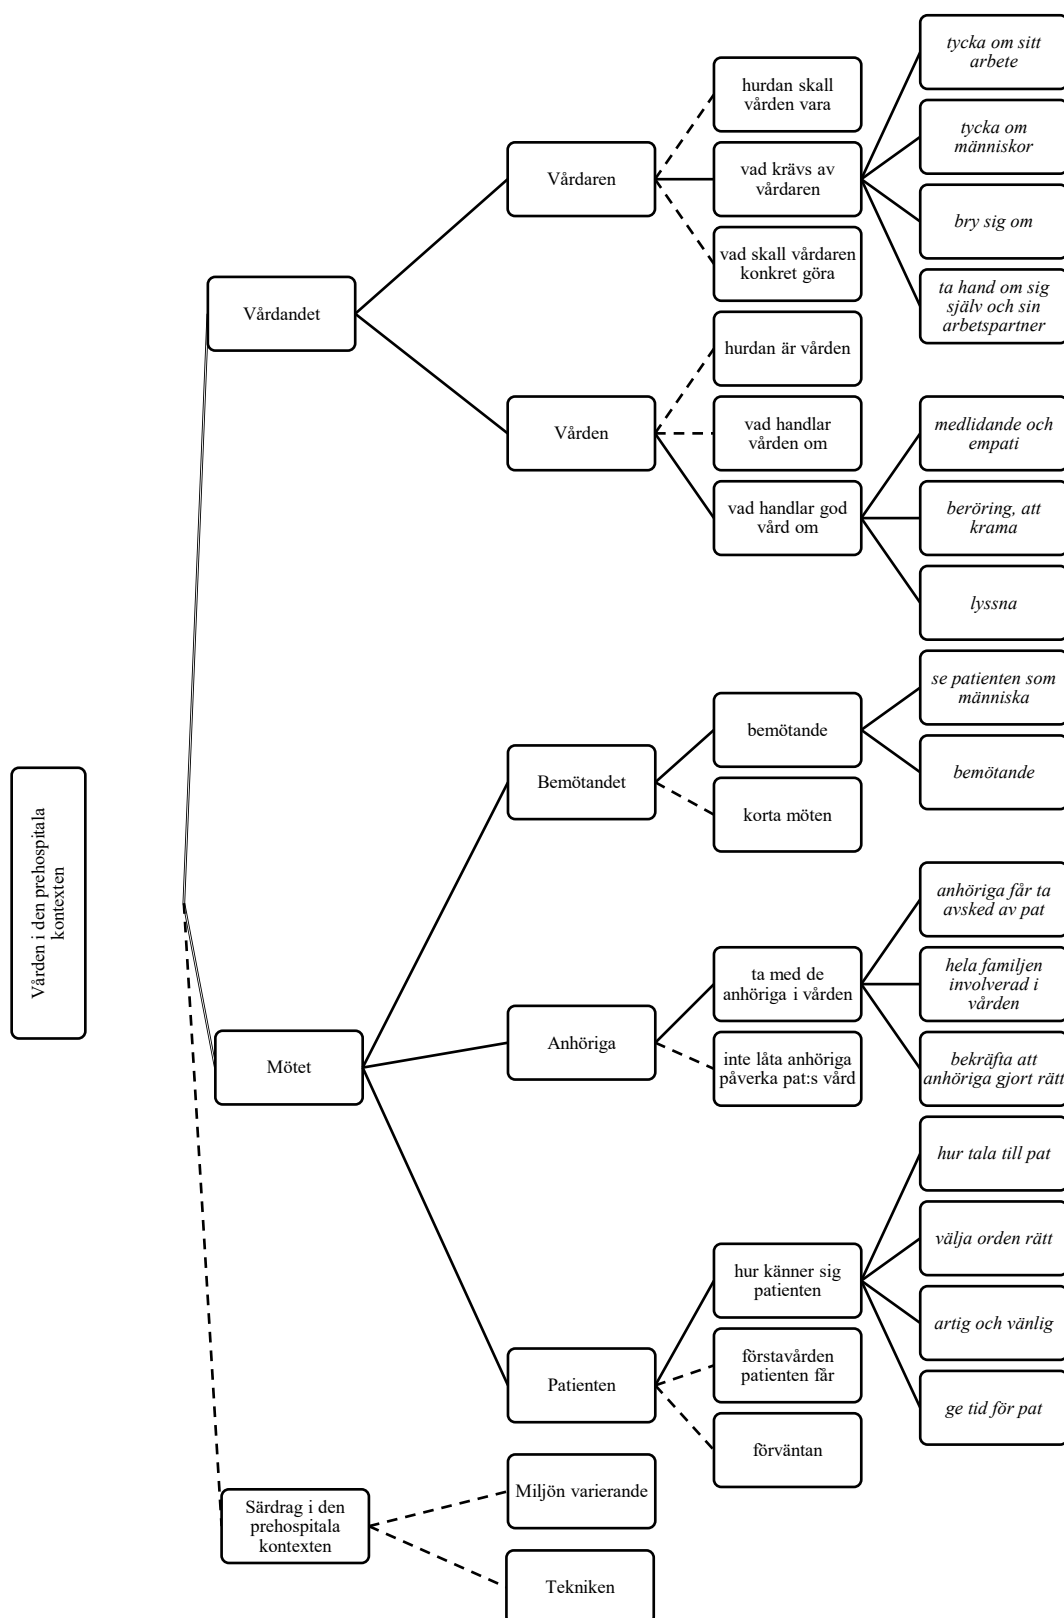 Vården i den prehospitala
kontexten
Vårdandet
Vårdaren
hurdan skall
vården vara
vad krävs av
vårdaren
tycka om sitt
arbete
tycka om
människor
bry sig om
ta hand om sig
själv och sin
arbetspartner
vad skall vårdaren
konkret göra
Vården
hurdan är vården
vad handlar
vården om
vad handlar god
vård om
medlidande och
empati
beröring, att
krama
lyssna
Mötet
Bemötandet
bemötande
se patienten som
människa
bemötande
korta möten
Anhöriga
ta med de
anhöriga i vården
anhöriga får ta
avsked av pat
hela familjen
involverad i
vården
bekräfta att
anhöriga gjort rätt
inte låta anhöriga
påverka pat:s vård
Patienten
hur känner sig
patienten
hur tala till pat
välja orden rätt
artig och vänlig
ge tid för pat
förstavården
patienten får
förväntan
Särdrag i den
prehospitala
kontexten
Miljön varierande
Tekniken